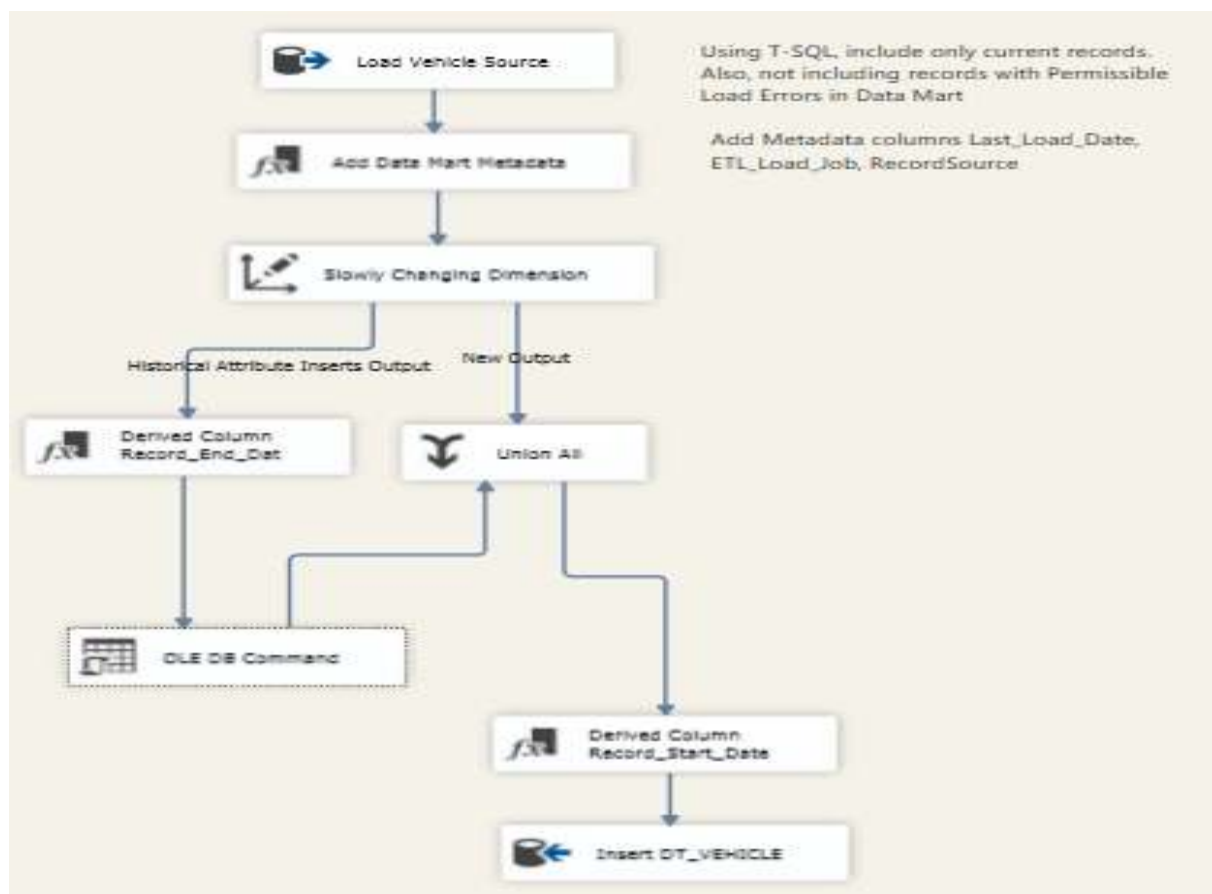 Load Vehicle Source
Using T-SQL, include only current records.
Also, not including records with Permissible
Load Errors in Data Mart
Add Data Mart Metadata
Add Metadata columns Last_Load_Date,
ETL_Load_Job, RecordSource
Slowly Changing Dimension
Historical Attribute Inserts Output
New Output
Derived Column
Record_End_Dat
Union All
OLE DB Command
Derived Column
Record_Start_Date
Insert DT_VEHICLE